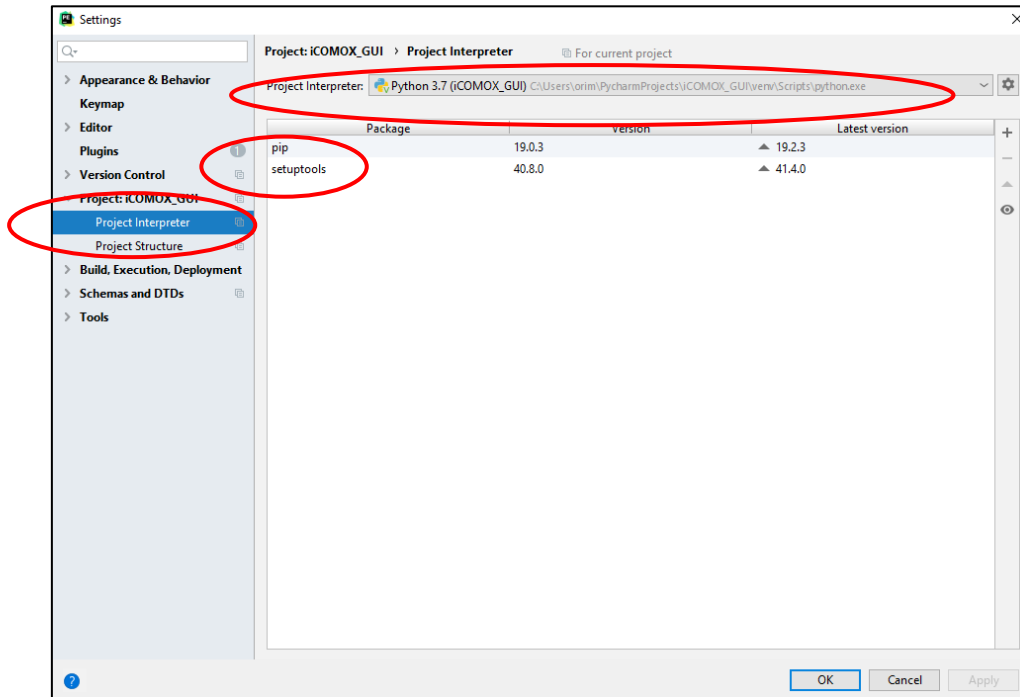 Settings
Project: iCOMOX_GUI > Project Interpreter For current project
Project Interpreter: Python 3.7 (iCOMOX_GUI) C:\Users\orim\PycharmProjects\iCOMOX_GUI\venv\Scripts\python.exe
Appearance & Behavior
Keymap
Editor
Plugins 1
Version Control
Project: iCOMOX_GUI
Project Interpreter
Project Structure
Build, Execution, Deployment
Schemas and DTDs
Tools
Package Version Latest version
pip 19.0.3 19.2.3
setuptools 40.8.0 41.4.0
? OK Cancel Apply